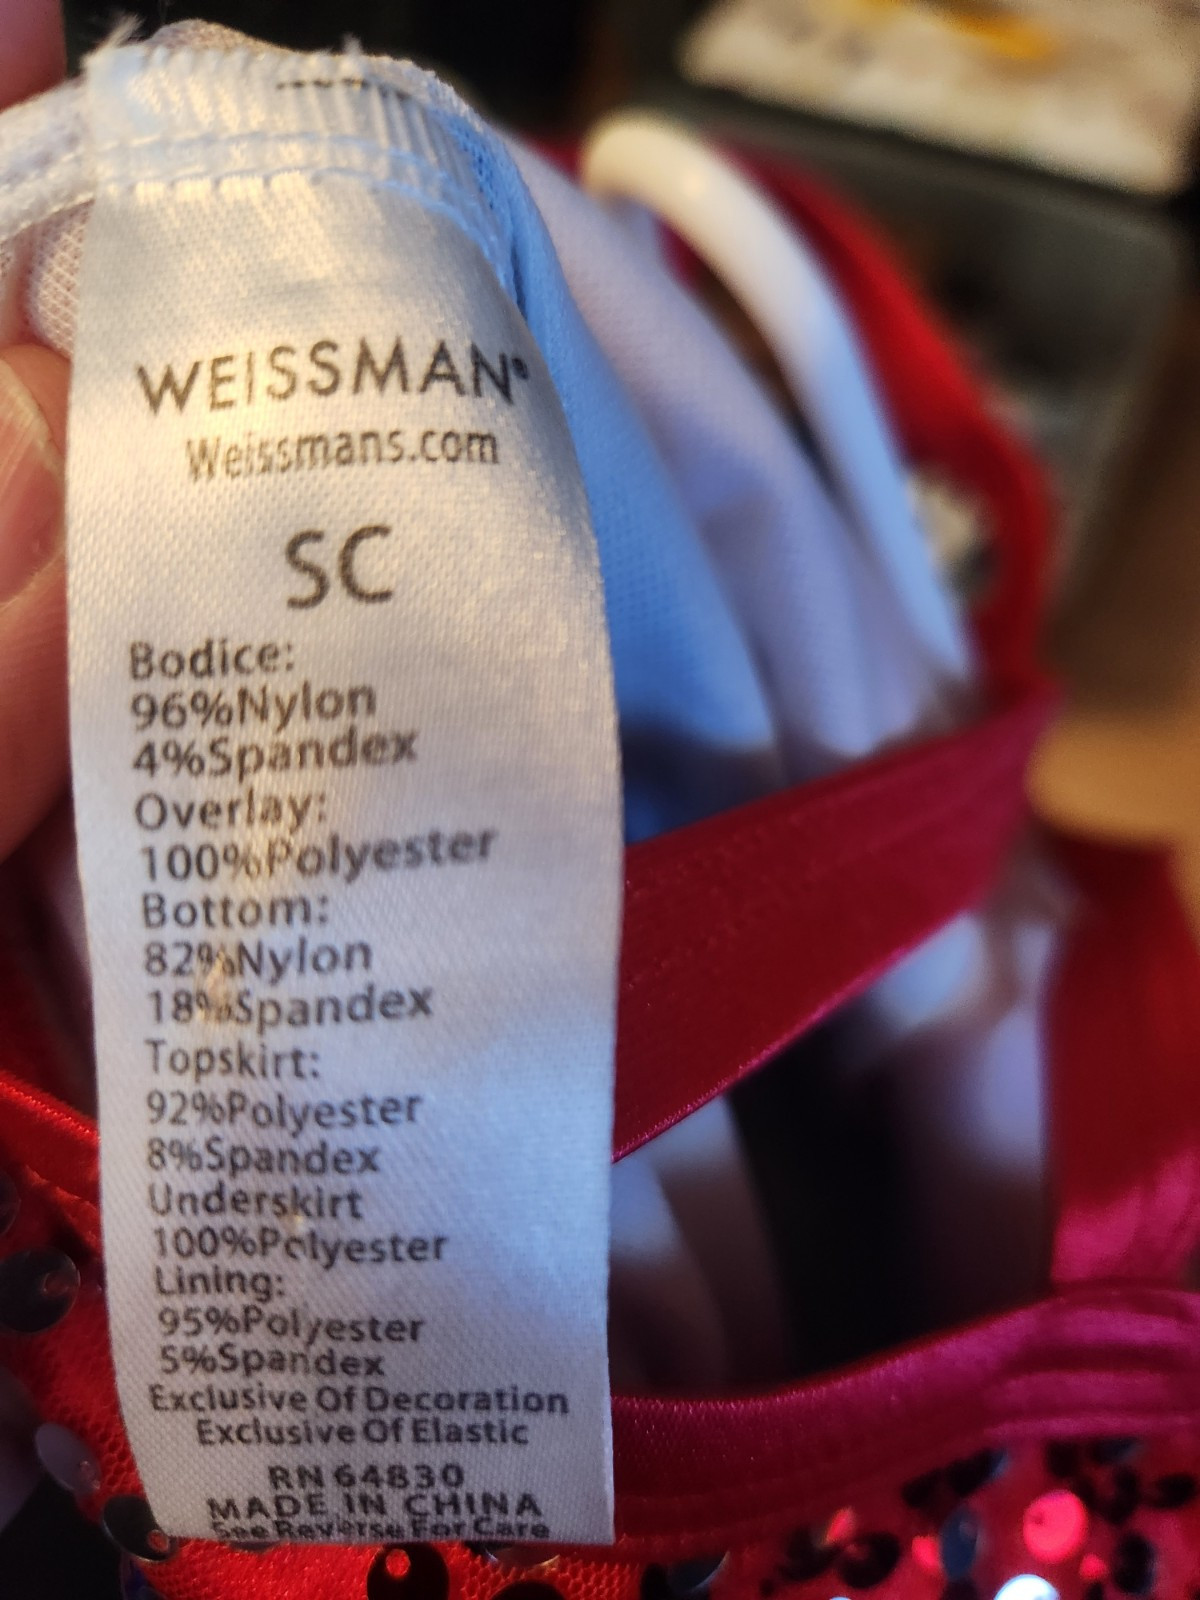 WEISSMAN®
Weissmans.com
SC
Bodice:
96%Nylon
4%Spandex
Overlay:
100%Polyester
Bottom:
82%Nylon
18%Spandex
Topskirt:
92%Polyester
8%Spandex
Underskirt
100%Polyester
Lining:
95%Polyester
5%Spandex
Exclusive Of Decoration
Exclusive Of Elastic
RN 64830
MADE IN CHINA
See Reverse For Care